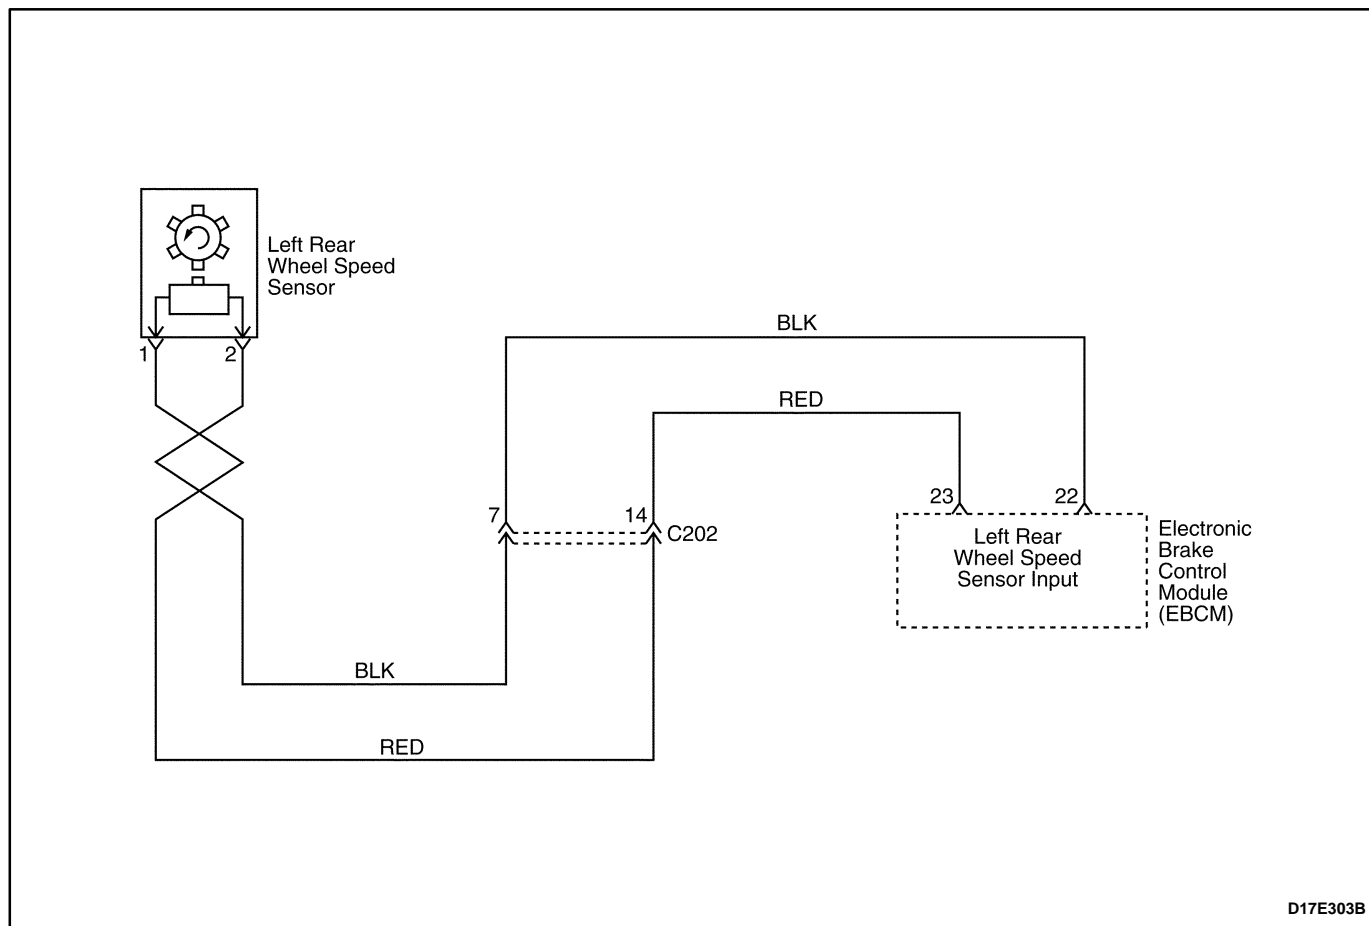 Left Rear
Wheel Speed
Sensor
1
2
BLK
RED
7
14
C202
23
22
Left Rear
Wheel Speed
Sensor Input
Electronic
Brake
Control
Module
(EBCM)
BLK
RED
D17E303B